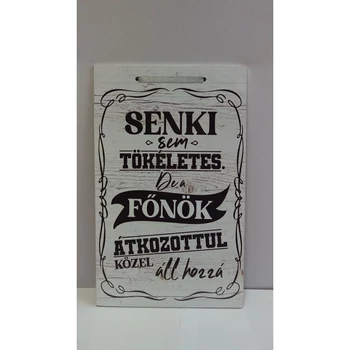 SENKI
sem
TÖKÉLETES.
De a
FŐNÖK
ÁTKOZOTTUL
KÖZEL
áll hozzá